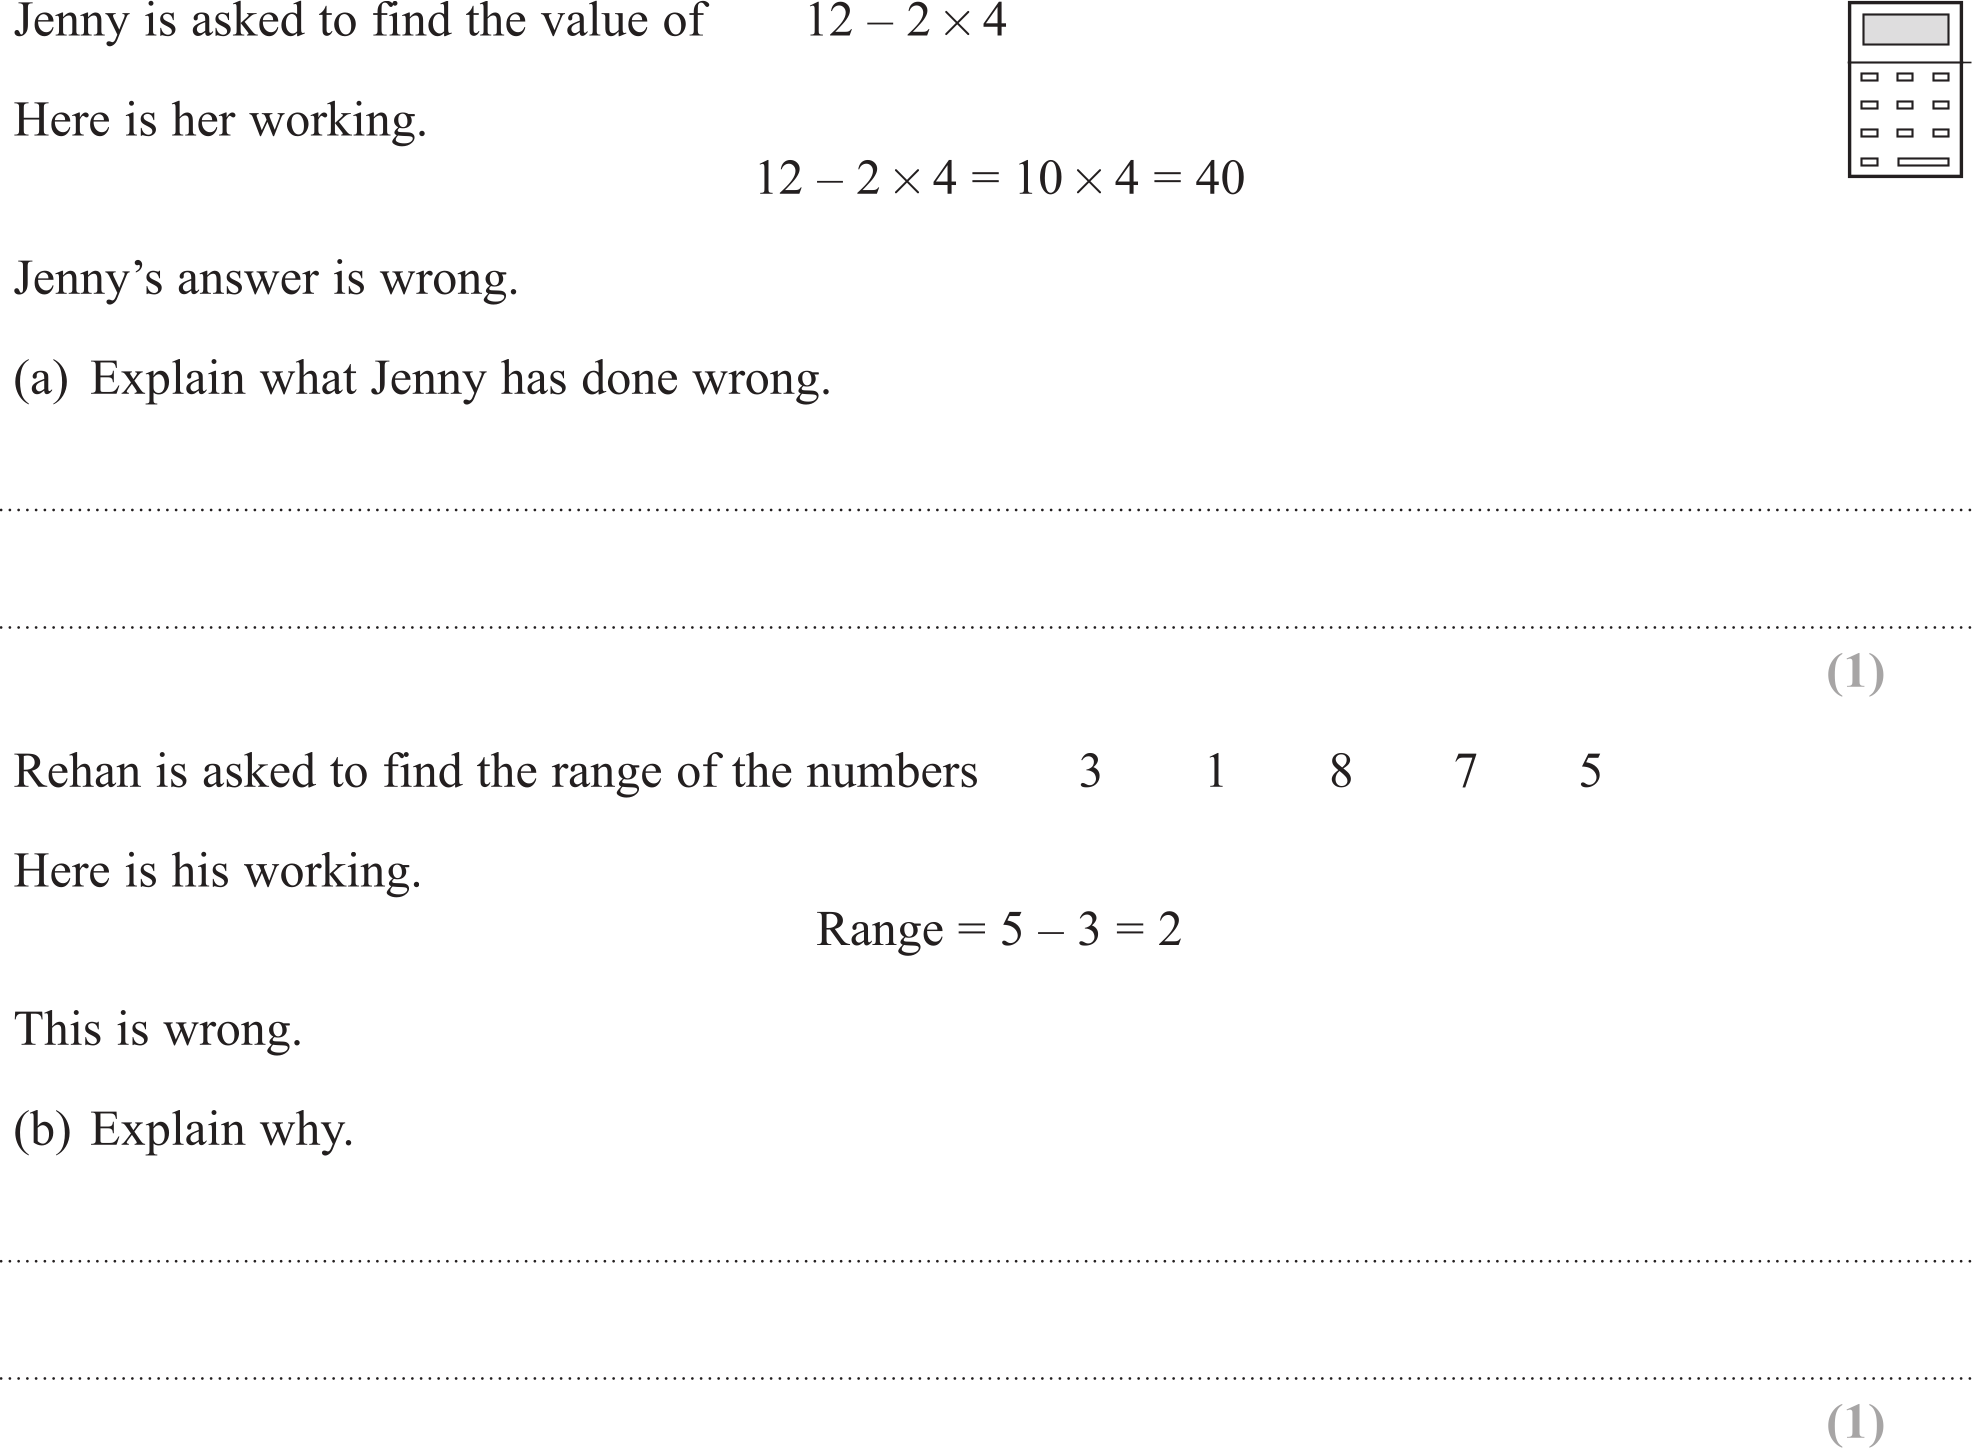 Jenny is asked to find the value of 12 – 2 × 4
Here is her working.
12 – 2 × 4 = 10 × 4 = 40
Jenny’s answer is wrong.
(a) Explain what Jenny has done wrong.
(1)
Rehan is asked to find the range of the numbers 3 1 8 7 5
Here is his working.
Range = 5 – 3 = 2
This is wrong.
(b) Explain why.
(1)